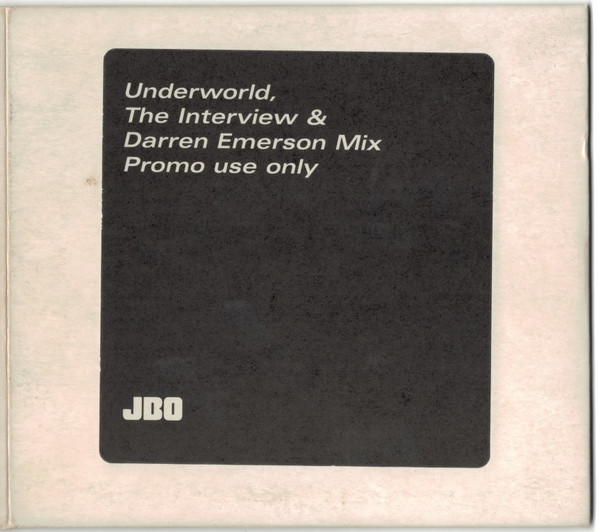 Underworld,
The Interview &
Darren Emerson Mix
Promo use only
JBO